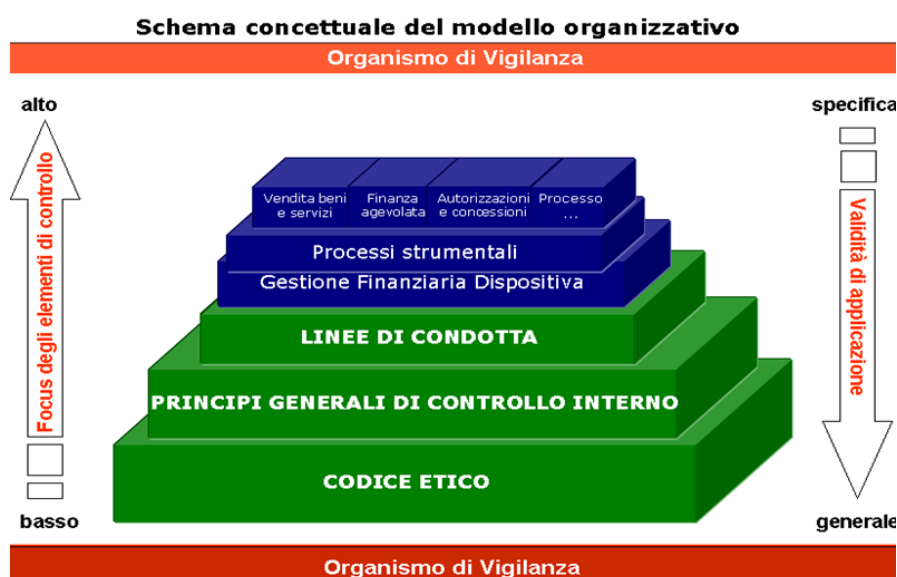 Schema concettuale del modello organizzativo
Organismo di Vigilanza
alto
specifica
Focus degli elementi di controllo
Validità di applicazione
Vendita beni
e servizi
Finanza
agevolata
Autorizzazioni
e concessioni
Processo
...
Processi strumentali
Gestione Finanziaria Dispositiva
LINEE DI CONDOTTA
PRINCIPI GENERALI DI CONTROLLO INTERNO
CODICE ETICO
basso
generale
Organismo di Vigilanza